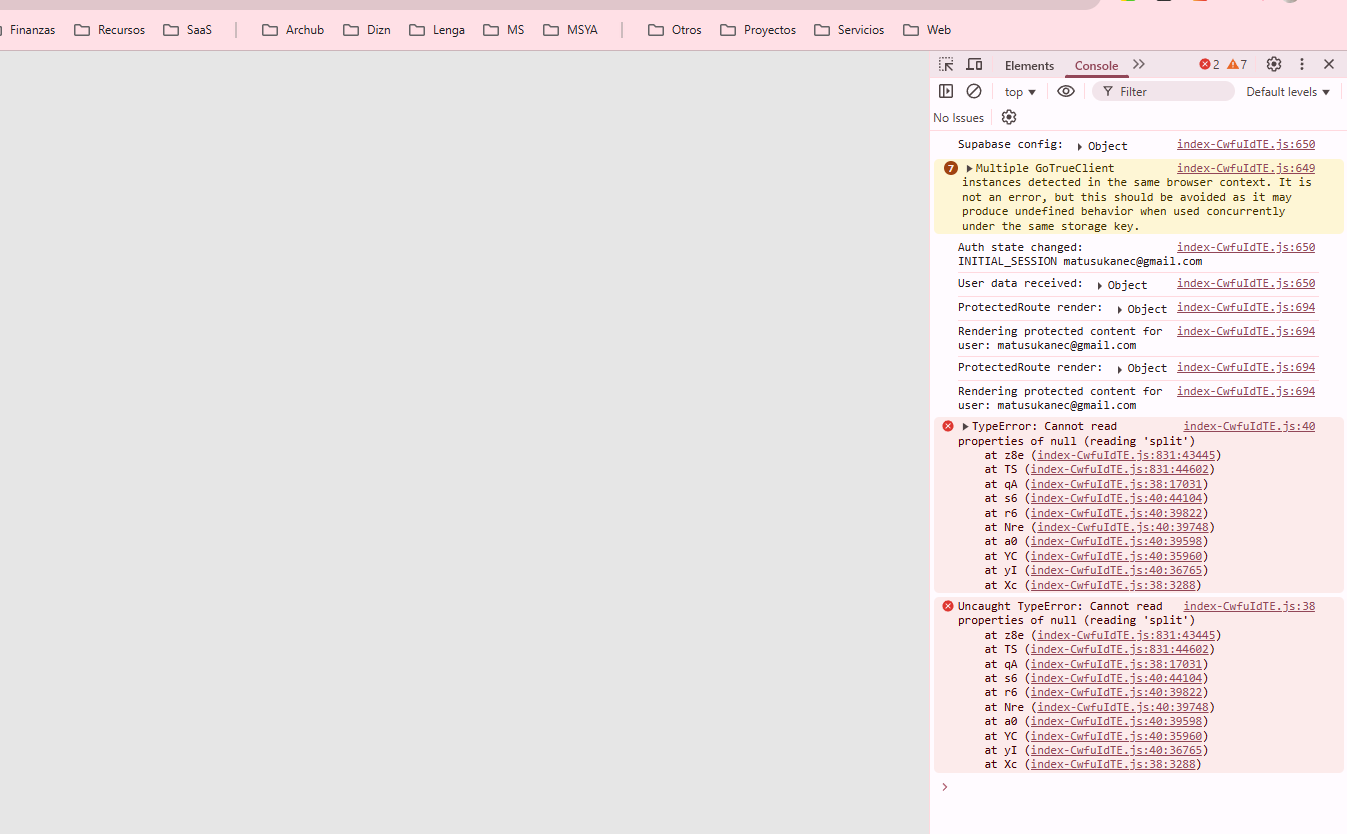 Finanzas Recursos SaaS Archub Dizn Lenga MS MSYA Otros Proyectos Servicios Web
Elements Console 2 7
top Filter Default levels
No Issues
Supabase config: Object index-CwfuIdTE.js:650
7 Multiple GoTrueClient index-CwfuIdTE.js:649
instances detected in the same browser context. It is
not an error, but this should be avoided as it may
produce undefined behavior when used concurrently
under the same storage key.
Auth state changed: index-CwfuIdTE.js:650
INITIAL_SESSION matusukanec@gmail.com
User data received: Object index-CwfuIdTE.js:650
ProtectedRoute render: Object index-CwfuIdTE.js:694
Rendering protected content for index-CwfuIdTE.js:694
user: matusukanec@gmail.com
ProtectedRoute render: Object index-CwfuIdTE.js:694
Rendering protected content for index-CwfuIdTE.js:694
user: matusukanec@gmail.com
TypeError: Cannot read index-CwfuIdTE.js:40
properties of null (reading 'split')
at z8e (index-CwfuIdTE.js:831:43445)
at TS (index-CwfuIdTE.js:831:44602)
at qA (index-CwfuIdTE.js:38:17031)
at s6 (index-CwfuIdTE.js:40:44104)
at r6 (index-CwfuIdTE.js:40:39822)
at Nre (index-CwfuIdTE.js:40:39748)
at a0 (index-CwfuIdTE.js:40:39598)
at YC (index-CwfuIdTE.js:40:35960)
at yI (index-CwfuIdTE.js:40:36765)
at Xc (index-CwfuIdTE.js:38:3288)
Uncaught TypeError: Cannot read index-CwfuIdTE.js:38
properties of null (reading 'split')
at z8e (index-CwfuIdTE.js:831:43445)
at TS (index-CwfuIdTE.js:831:44602)
at qA (index-CwfuIdTE.js:38:17031)
at s6 (index-CwfuIdTE.js:40:44104)
at r6 (index-CwfuIdTE.js:40:39822)
at Nre (index-CwfuIdTE.js:40:39748)
at a0 (index-CwfuIdTE.js:40:39598)
at YC (index-CwfuIdTE.js:40:35960)
at yI (index-CwfuIdTE.js:40:36765)
at Xc (index-CwfuIdTE.js:38:3288)